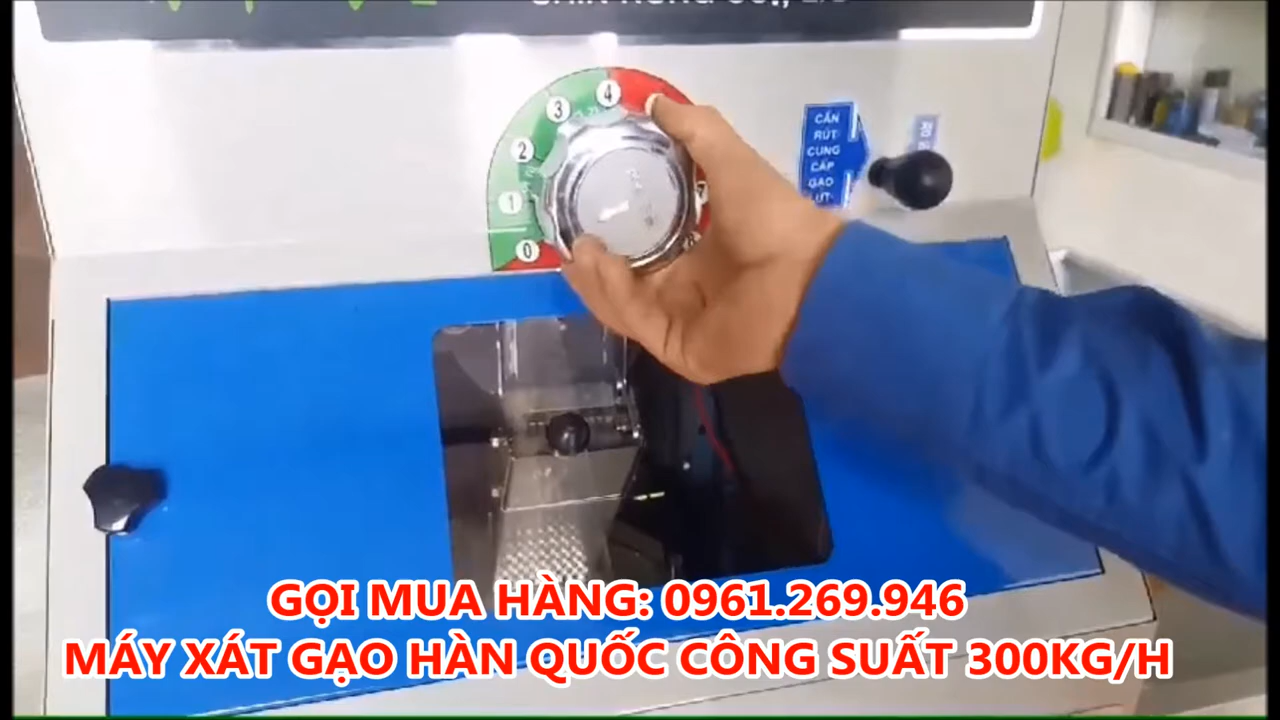 4
3
2
1
0
CẦN
RÚT
CUNG
CẤP
GẠO
LỨT
GỌI MUA HÀNG: 0961.269.946
MÁY XÁT GẠO HÀN QUỐC CÔNG SUẤT 300KG/H